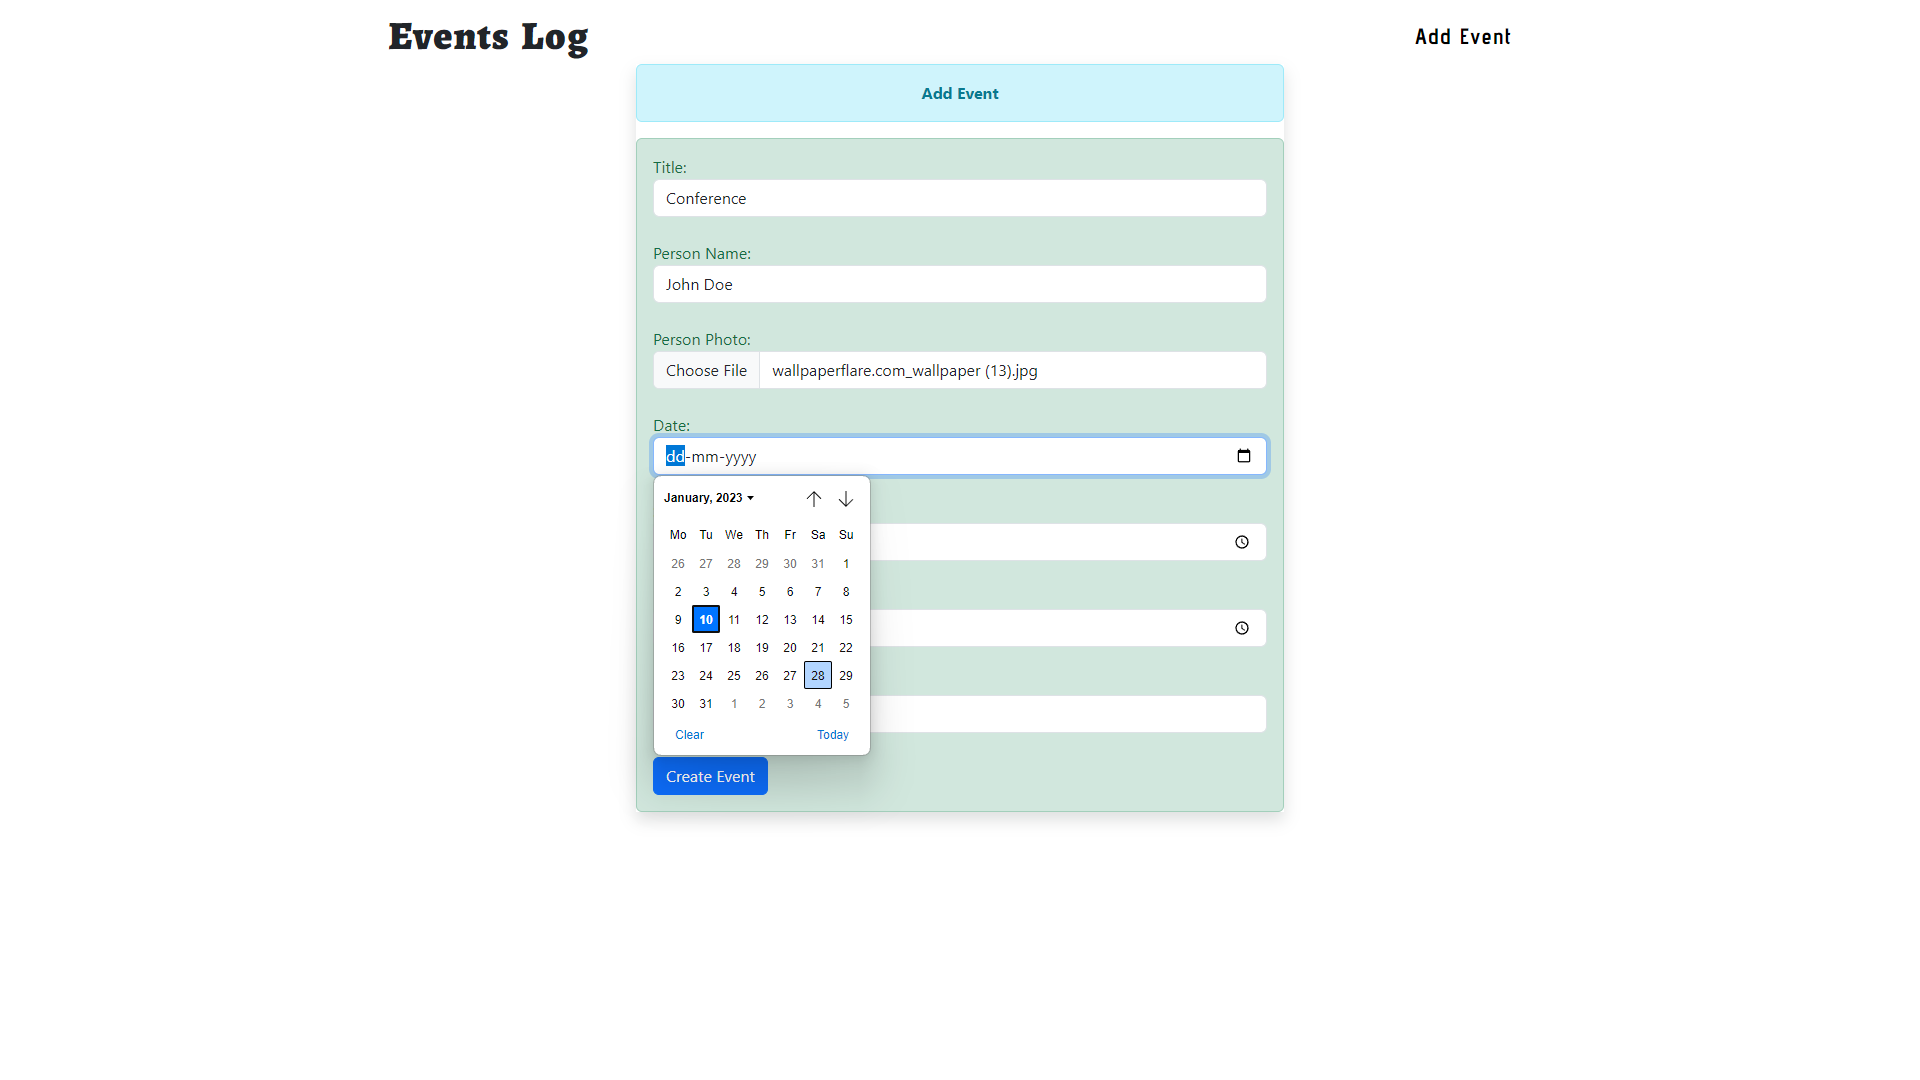 Events Log
Add Event
Add Event
Title:
Conference
Person Name:
John Doe
Person Photo:
Choose File wallpaperflare.com_wallpaper (13).jpg
Date:
dd-mm-yyyy
January, 2023
Mo Tu We Th Fr Sa Su
26 27 28 29 30 31 1
2 3 4 5 6 7 8
9 10 11 12 13 14 15
16 17 18 19 20 21 22
23 24 25 26 27 28 29
30 31 1 2 3 4 5
Clear Today
Create Event